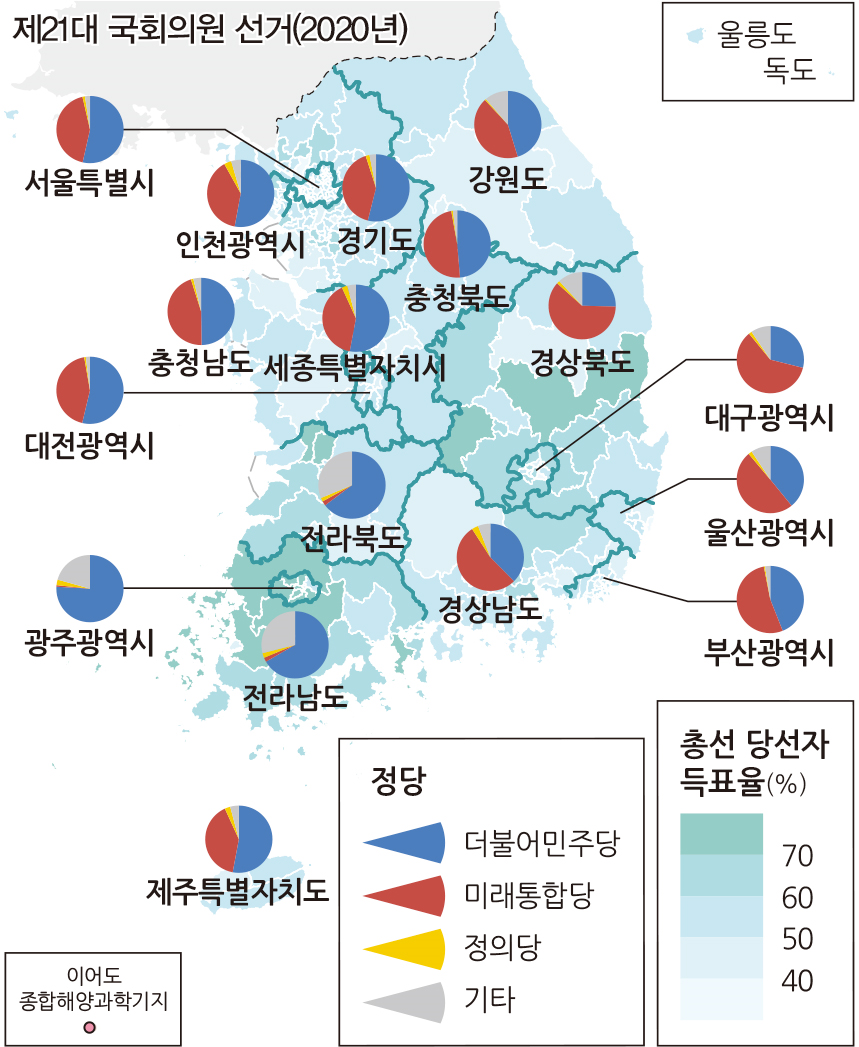 제21대 국회의원 선거(2020년)
울릉도
독도
서울특별시
인천광역시
경기도
강원도
충청북도
충청남도
세종특별자치시
경상북도
대전광역시
대구광역시
전라북도
울산광역시
광주광역시
경상남도
부산광역시
전라남도
제주특별자치도
정당
더불어민주당
미래통합당
정의당
기타
총선 당선자
득표율(%)
70
60
50
40
이어도
종합해양과학기지